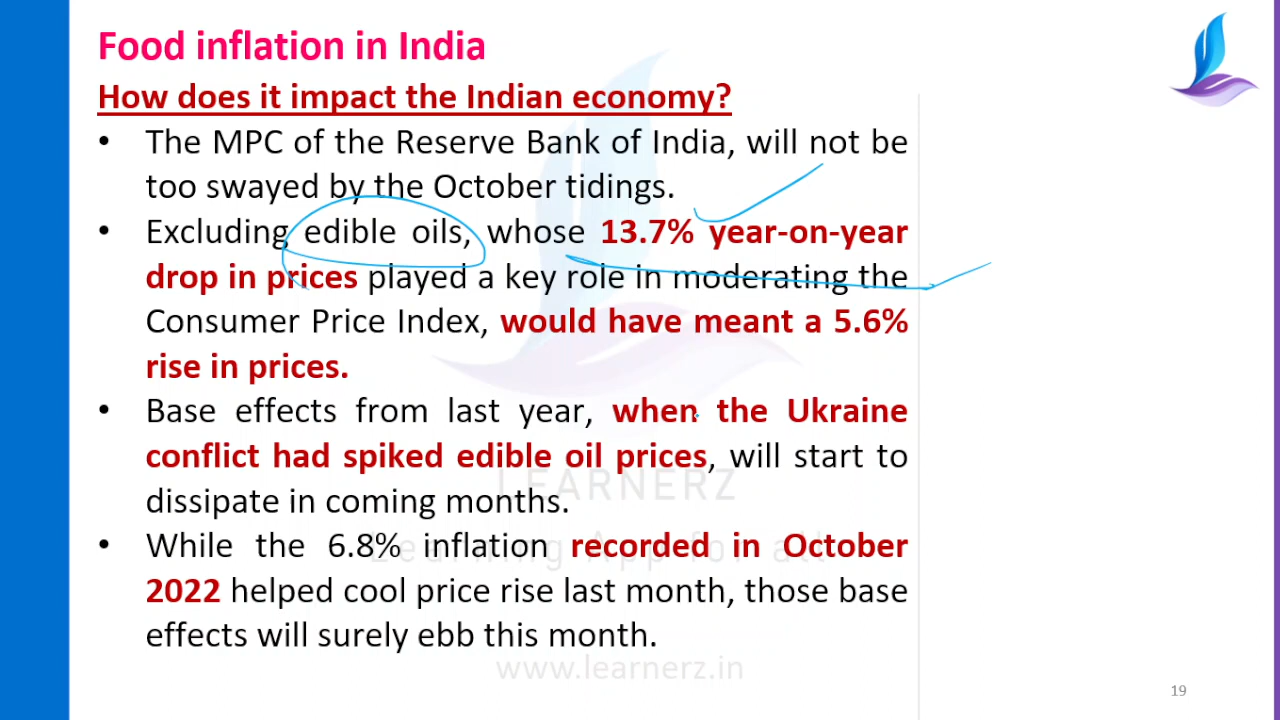 Food inflation in India
How does it impact the Indian economy?
• The MPC of the Reserve Bank of India, will not be
too swayed by the October tidings.
• Excluding edible oils, whose 13.7% year-on-year
drop in prices played a key role in moderating the
Consumer Price Index, would have meant a 5.6%
rise in prices.
• Base effects from last year, when the Ukraine
conflict had spiked edible oil prices, will start to
dissipate in coming months.
LEARNERZ
• While the 6.8% inflation recorded in October
Learning App for all
2022 helped cool price rise last month, those base
effects will surely ebb this month.
www.learnerz.in
19